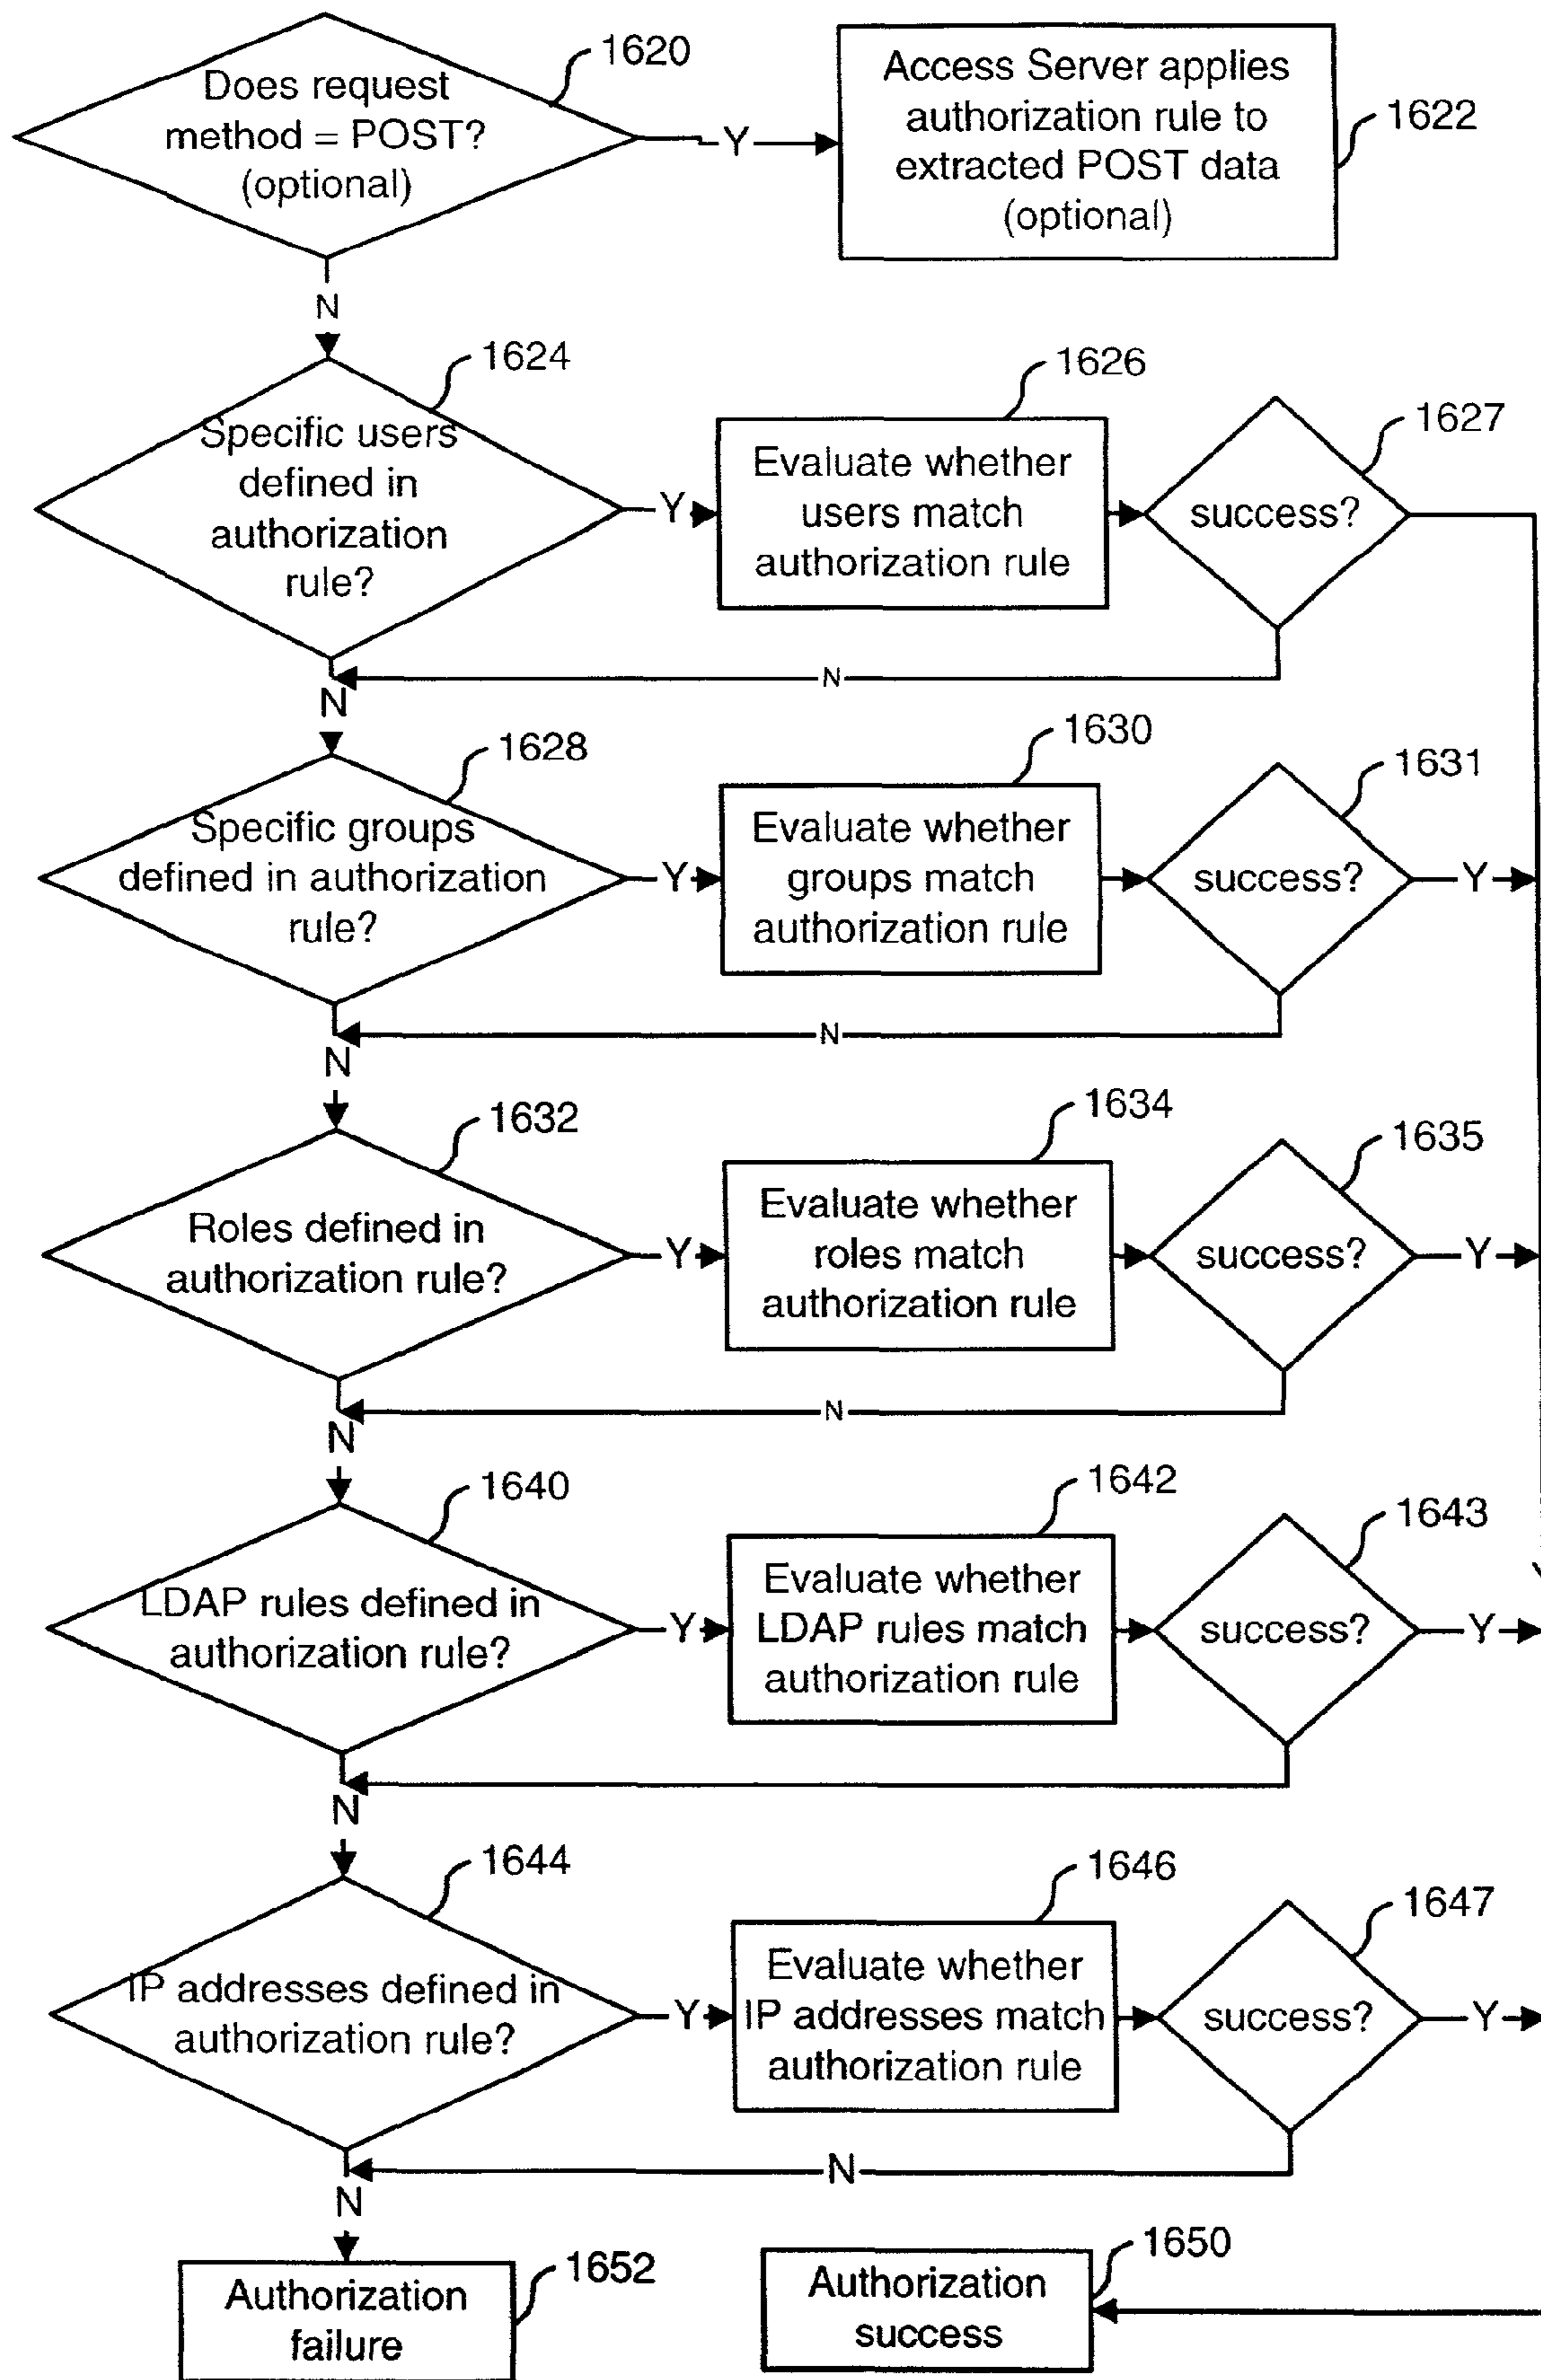 Does request
method = POST?
(optional)
1620
Y
Access Server applies
authorization rule to
extracted POST data
(optional)
1622
N
Specific users
defined in
authorization
rule?
1624
Y
Evaluate whether
users match
authorization rule
1626
success?
1627
N
N
Specific groups
defined in authorization
rule?
1628
Y
Evaluate whether
groups match
authorization rule
1630
success?
1631
Y
N
N
Roles defined in
authorization rule?
1632
Y
Evaluate whether
roles match
authorization rule
1634
success?
1635
Y
N
N
LDAP rules defined in
authorization rule?
1640
Y
Evaluate whether
LDAP rules match
authorization rule
1642
success?
1643
Y
N
IP addresses defined in
authorization rule?
1644
Y
Evaluate whether
IP addresses match
authorization rule
1646
success?
1647
Y
N
N
Authorization
failure
1652
Authorization
success
1650